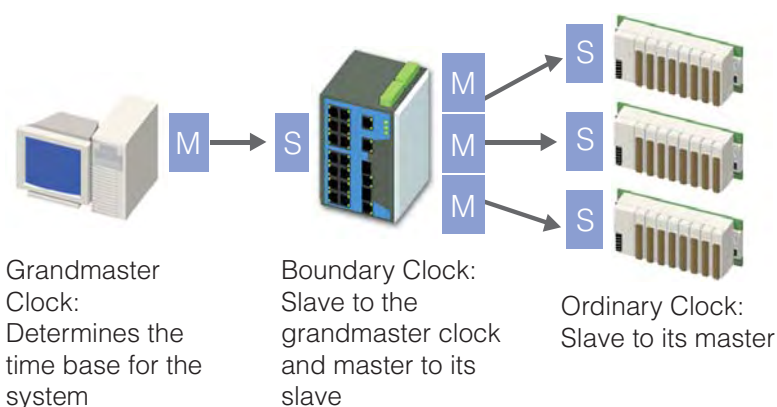 M
S
M
M
M
S
S
S
Grandmaster
Clock:
Determines the
time base for the
system
Boundary Clock:
Slave to the
grandmaster clock
and master to its
slave
Ordinary Clock:
Slave to its master